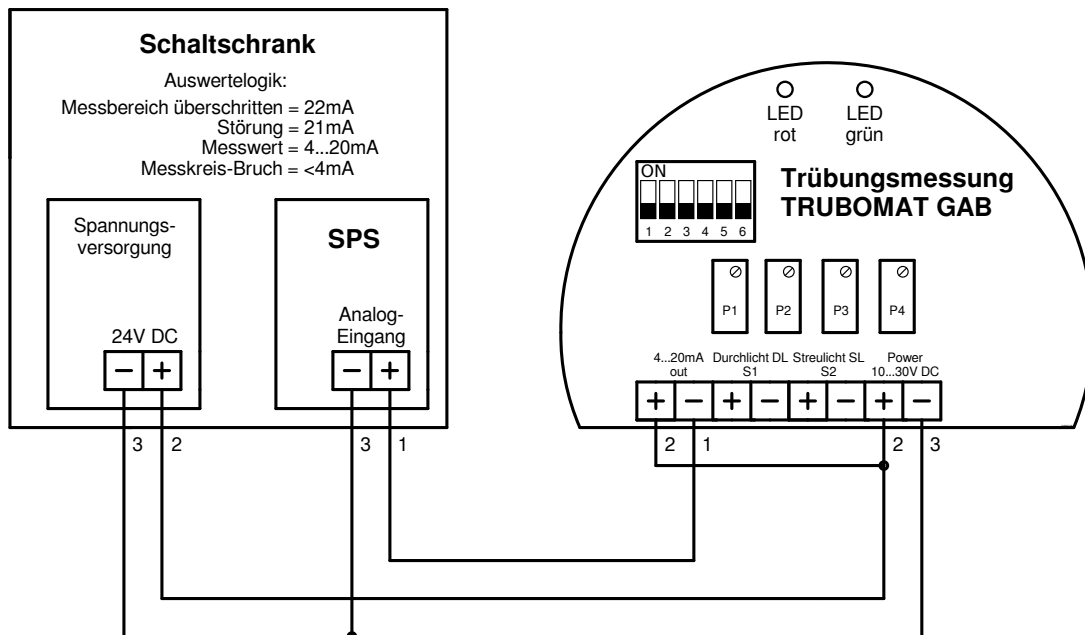 Schaltschrank
Auswertelogik:
Messbereich überschritten = 22mA
Störung = 21mA
Messwert = 4...20mA
Messkreis-Bruch = <4mA
Spannungs-
versorgung
24V DC
− +
SPS
Analog-
Eingang
− +
3 2
3 1
LED
rot
LED
grün
ON
1 2 3 4 5 6
Trübungsmessung
TRUBOMAT GAB
P1 P2 P3 P4
4...20mA
out
Durchlicht DL
S1
Streulicht SL
S2
Power
10...30V DC
+ − + − + − + −
2 1 2 3